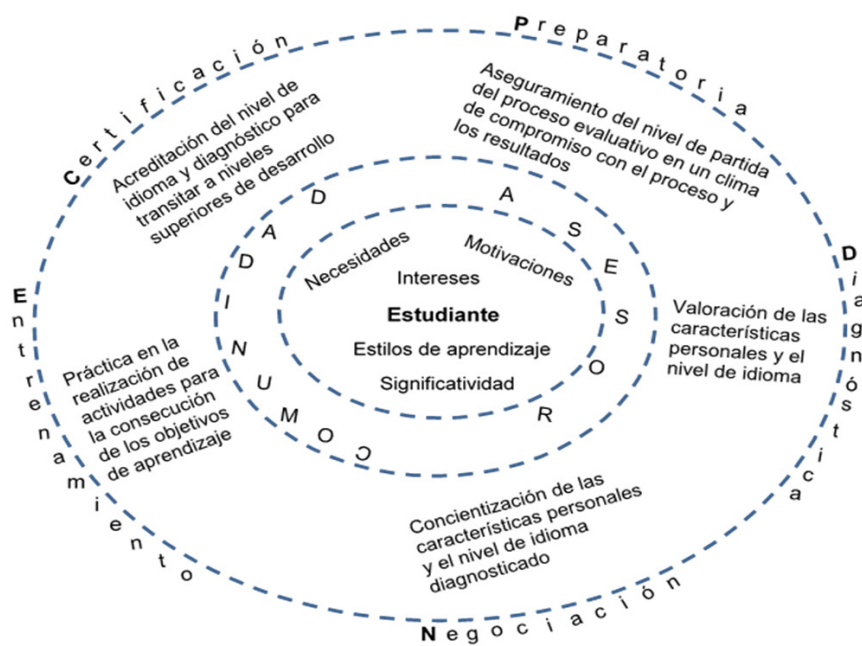 Preparatoria
Aseguramiento del nivel de partida
del proceso evaluativo en un clima
de compromiso con el proceso y
los resultados
Diagnóstica
Valoración de las
características
personales y el
nivel de idioma
Negociación
Concientización de las
características personales
y el nivel de idioma
diagnosticado
Entrenamiento
Práctica en la
realización de
actividades para
la consecución
de los objetivos
de aprendizaje
Certificación
Acreditación del nivel de
idioma y diagnóstico para
transitar a niveles
superiores de desarrollo
ASESOR
COMUNIDAD
Necesidades
Motivaciones
Intereses
Estudiante
Estilos de aprendizaje
Significatividad